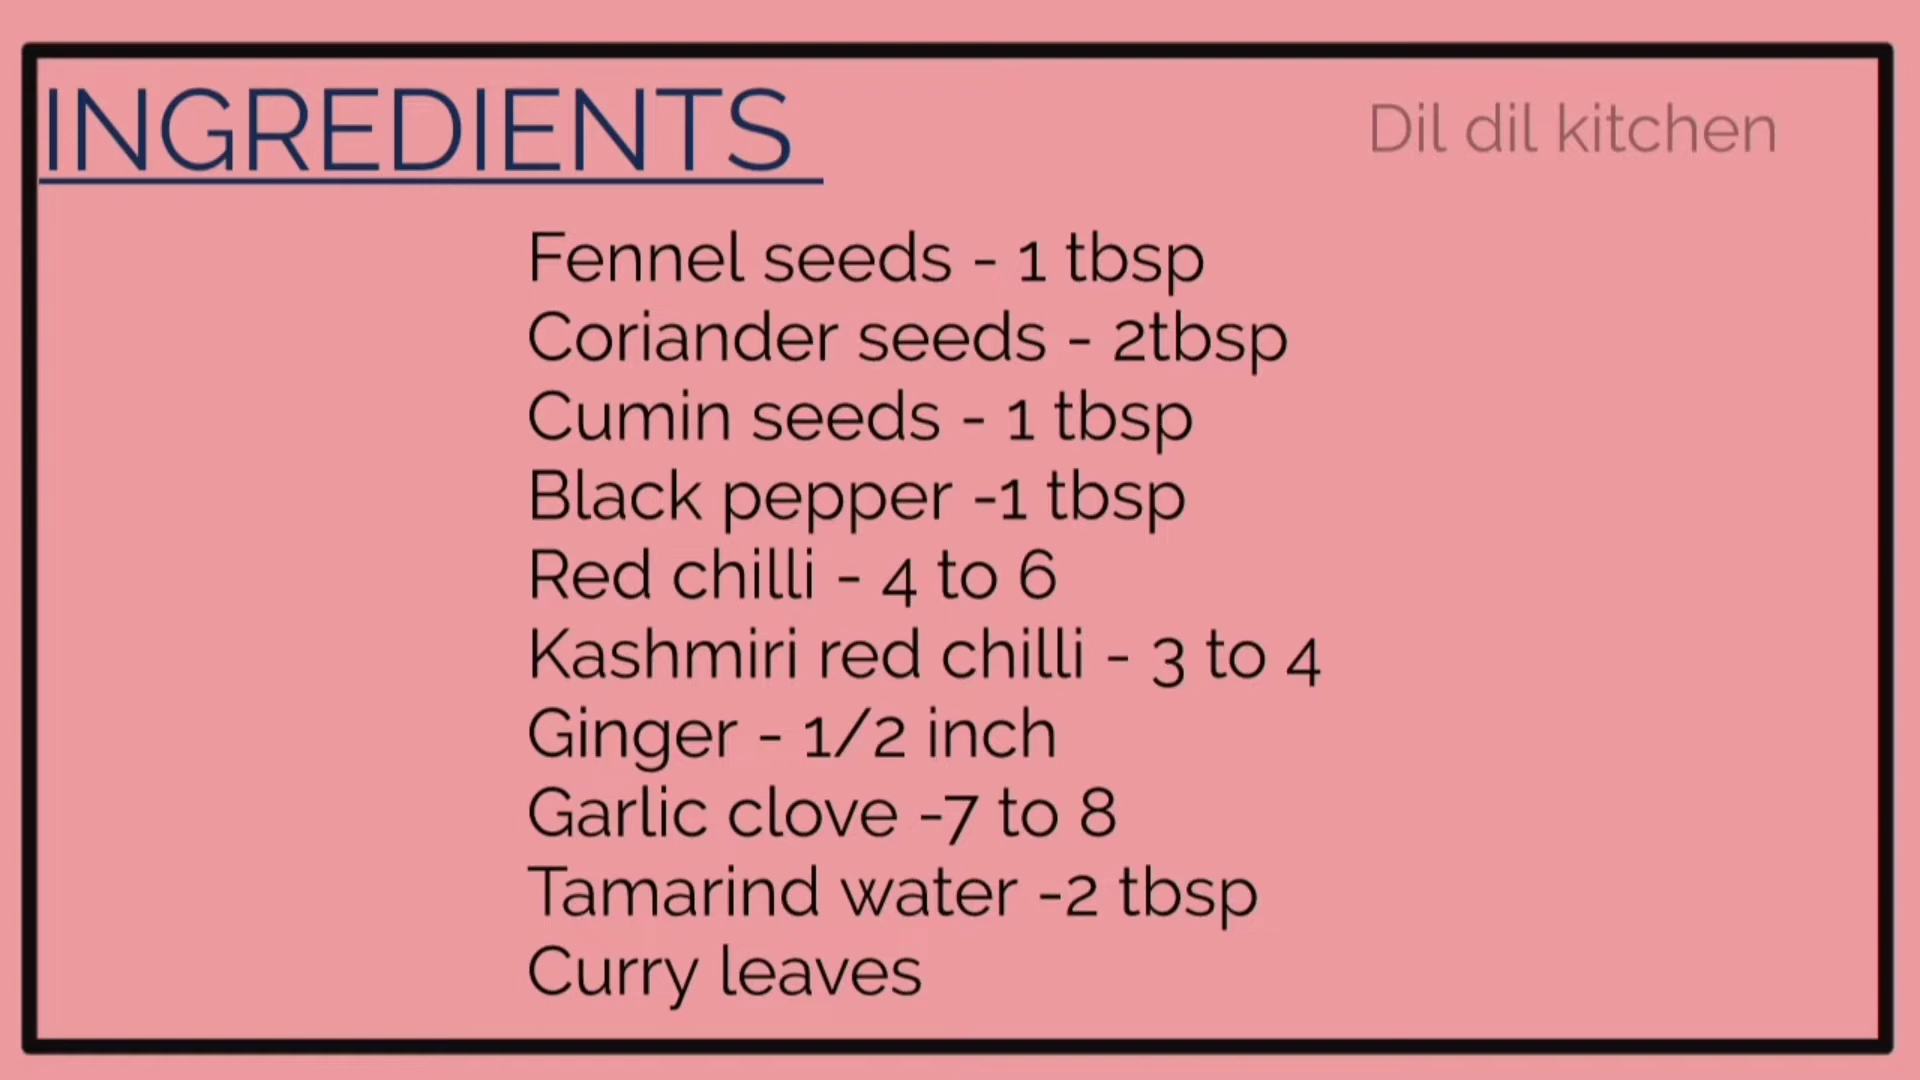 INGREDIENTS
Dil dil kitchen
Fennel seeds - 1 tbsp
Coriander seeds - 2tbsp
Cumin seeds - 1 tbsp
Black pepper -1 tbsp
Red chilli - 4 to 6
Kashmiri red chilli - 3 to 4
Ginger - 1/2 inch
Garlic clove -7 to 8
Tamarind water -2 tbsp
Curry leaves